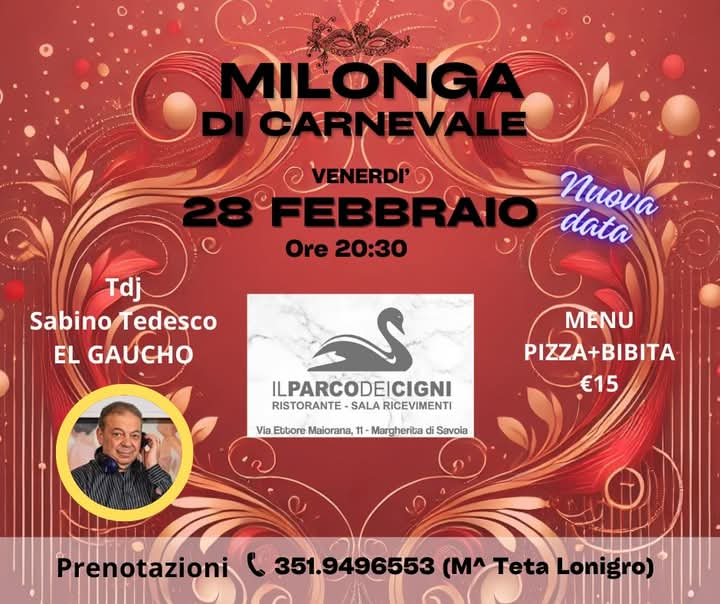 MILONGA
DI CARNEVALE
VENERDI'
28 FEBBRAIO
Ore 20:30
Nuova
data
Tdj
Sabino Tedesco
EL GAUCHO
IL PARCO DEI CIGNI
RISTORANTE - SALA RICEVIMENTI
Via Ettore Maiorana, 11 - Margherita di Savoia
MENU
PIZZA+BIBITA
€15
Prenotazioni 351.9496553 (M^ Teta Lonigro)